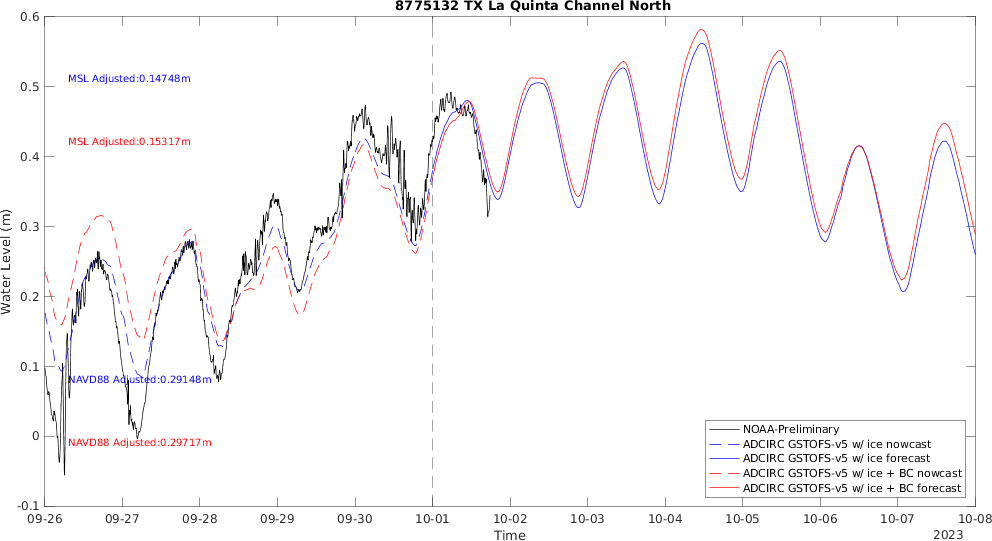 8775132 TX La Quinta Channel North
Water Level (m)
0.6
0.5
0.4
0.3
0.2
0.1
0
-0.1
MSL Adjusted:0.14748m
MSL Adjusted:0.15317m
NAVD88 Adjusted:0.29148m
NAVD88 Adjusted:0.29717m
NOAA-Preliminary
ADCIRC GSTOFS-v5 w/ ice nowcast
ADCIRC GSTOFS-v5 w/ ice forecast
ADCIRC GSTOFS-v5 w/ ice + BC nowcast
ADCIRC GSTOFS-v5 w/ ice + BC forecast
09-26 09-27 09-28 09-29 09-30 10-01 10-02 10-03 10-04 10-05 10-06 10-07 10-08
Time
2023